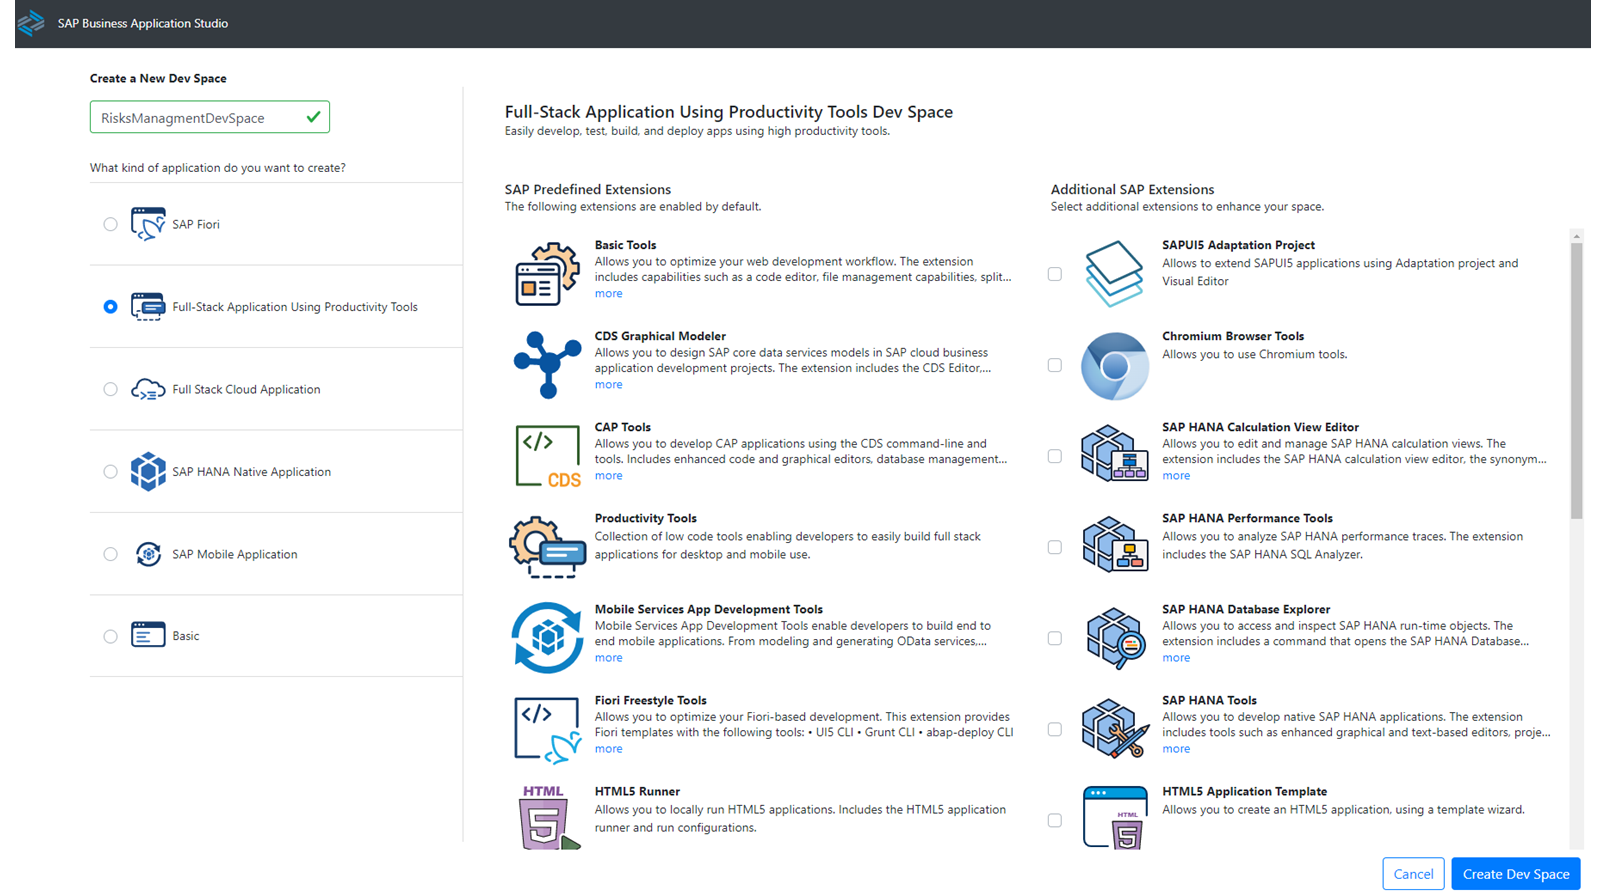 SAP Business Application Studio
Create a New Dev Space
RisksManagmentDevSpace
What kind of application do you want to create?
SAP Fiori
Full-Stack Application Using Productivity Tools
Full Stack Cloud Application
SAP HANA Native Application
SAP Mobile Application
Basic
Full-Stack Application Using Productivity Tools Dev Space
Easily develop, test, build, and deploy apps using high productivity tools.
SAP Predefined Extensions
The following extensions are enabled by default.
Basic Tools
Allows you to optimize your web development workflow. The extension
includes capabilities such as a code editor, file management capabilities, split...
more
CDS Graphical Modeler
Allows you to design SAP core data services models in SAP cloud business
application development projects. The extension includes the CDS Editor,...
more
</>
CDS
CAP Tools
Allows you to develop CAP applications using the CDS command-line and
tools. Includes enhanced code and graphical editors, database management...
more
Productivity Tools
Collection of low code tools enabling developers to easily build full stack
applications for desktop and mobile use.
Mobile Services App Development Tools
Mobile Services App Development Tools enable developers to build end to
end mobile applications. From modeling and generating OData services,...
more
</>
Fiori Freestyle Tools
Allows you to optimize your Fiori-based development. This extension provides
Fiori templates with the following tools: • UI5 CLI • Grunt CLI • abap-deploy CLI
more
HTML
5
HTML5 Runner
Allows you to locally run HTML5 applications. Includes the HTML5 application
runner and run configurations.
Additional SAP Extensions
Select additional extensions to enhance your space.
SAPUI5 Adaptation Project
Allows to extend SAPUI5 applications using Adaptation project and
Visual Editor
Chromium Browser Tools
Allows you to use Chromium tools.
SAP HANA Calculation View Editor
Allows you to edit and manage SAP HANA calculation views. The
extension includes the SAP HANA calculation view editor, the synonym...
more
SAP HANA Performance Tools
Allows you to analyze SAP HANA performance traces. The extension
includes the SAP HANA SQL Analyzer.
SAP HANA Database Explorer
Allows you to access and inspect SAP HANA run-time objects. The
extension includes a command that opens the SAP HANA Database...
more
SAP HANA Tools
Allows you to develop native SAP HANA applications. The extension
includes tools such as enhanced graphical and text-based editors, proje...
more
HTML
5
HTML5 Application Template
Allows you to create an HTML5 application, using a template wizard.
Cancel
Create Dev Space